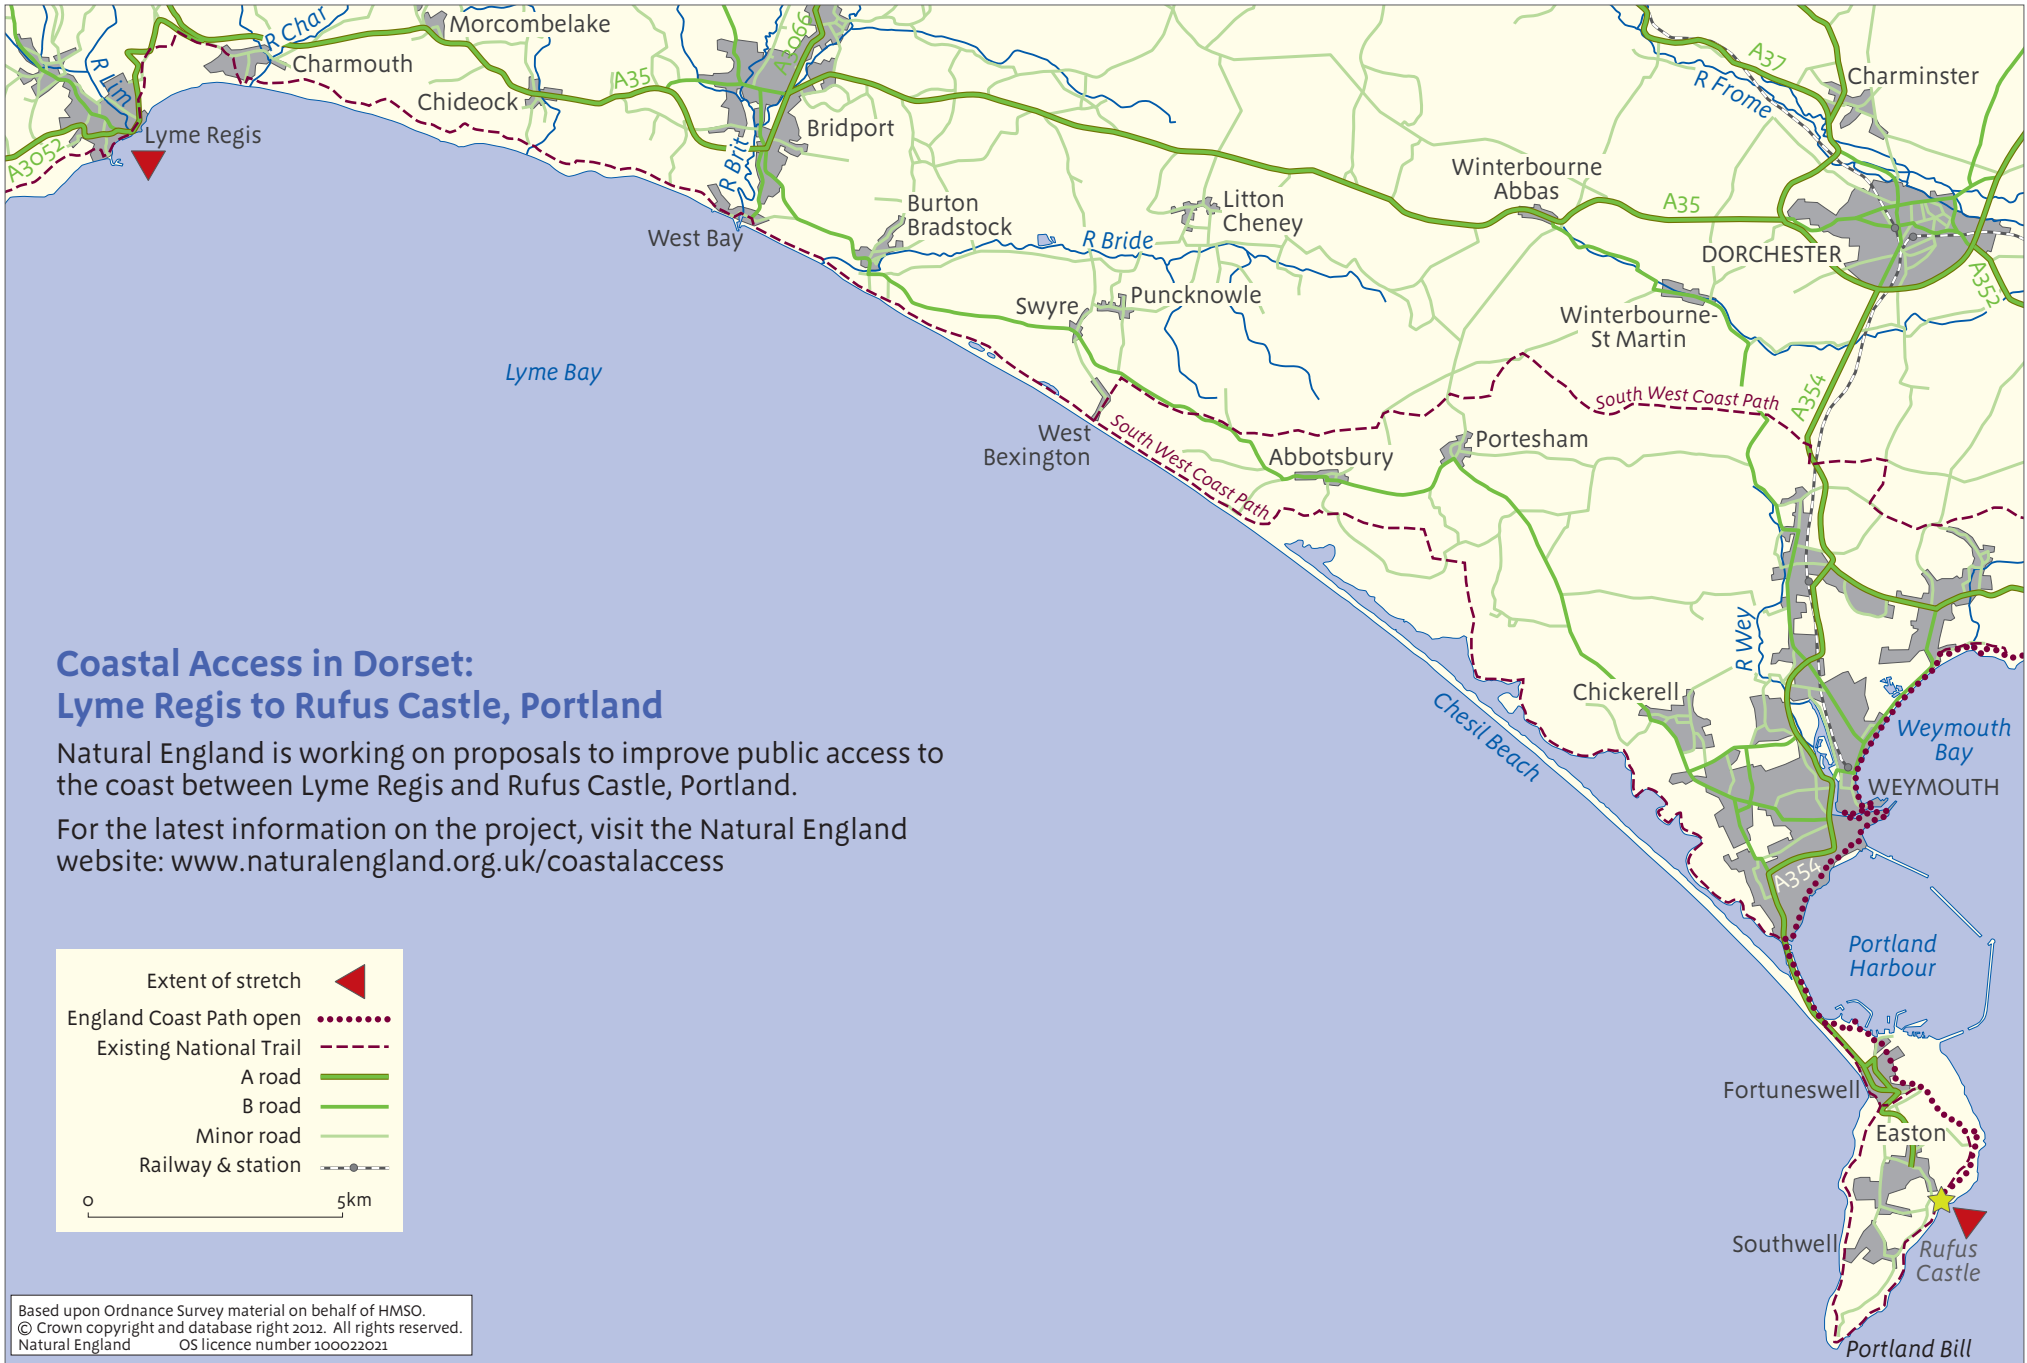 Morcombelake
R Char
Charmouth
R Lim
Chideock
A35
A3066
Bridport
R Brit
Lyme Regis
A3052
West Bay
Burton
Bradstock
R Bride
Litton
Cheney
Winterbourne
Abbas
A35
A37
R Frome
Charminster
DORCHESTER
A352
Swyre
Puncknowle
Winterbourne-
St Martin
Lyme Bay
South West Coast Path
A354
West
Bexington
South West Coast Path
Abbotsbury
Portesham
R Wey
Chickerell
Chesil Beach
Weymouth
Bay
WEYMOUTH
A354
Portland
Harbour
Fortuneswell
Easton
Southwell
Rufus
Castle
Portland Bill
Coastal Access in Dorset:
Lyme Regis to Rufus Castle, Portland
Natural England is working on proposals to improve public access to
the coast between Lyme Regis and Rufus Castle, Portland.
For the latest information on the project, visit the Natural England
website: www.naturalengland.org.uk/coastalaccess
Extent of stretch
England Coast Path open
Existing National Trail
A road
B road
Minor road
Railway & station
0 5km
Based upon Ordnance Survey material on behalf of HMSO.
© Crown copyright and database right 2012. All rights reserved.
Natural England OS licence number 100022021